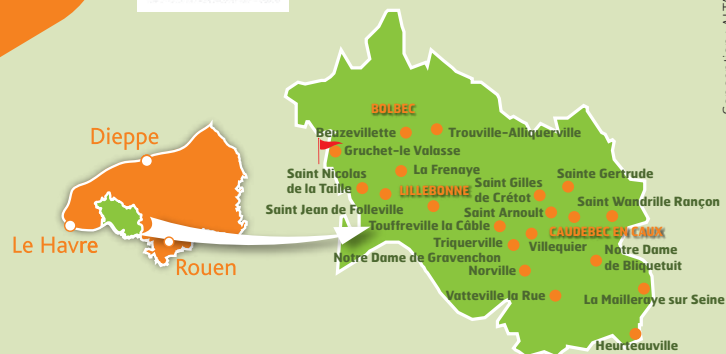 Dieppe
Le Havre
Rouen
BOLBEC
Beuzevillette
Trouville-Alliquerville
Gruchet-le Valasse
La Frenaye
Saint Nicolas
de la Taille
LILLEBONNE
Saint Gilles
de Crétot
Sainte Gertrude
Saint Jean de Folleville
Saint Arnoult
Saint Wandrille Rançon
Touffreville la Câble
CAUDEBEC EN CAUX
Triquerville
Villequier
Notre Dame
de Bliquetuit
Notre Dame de Gravenchon
Norville
Vatteville la Rue
La Mailleraye sur Seine
Heurteauville